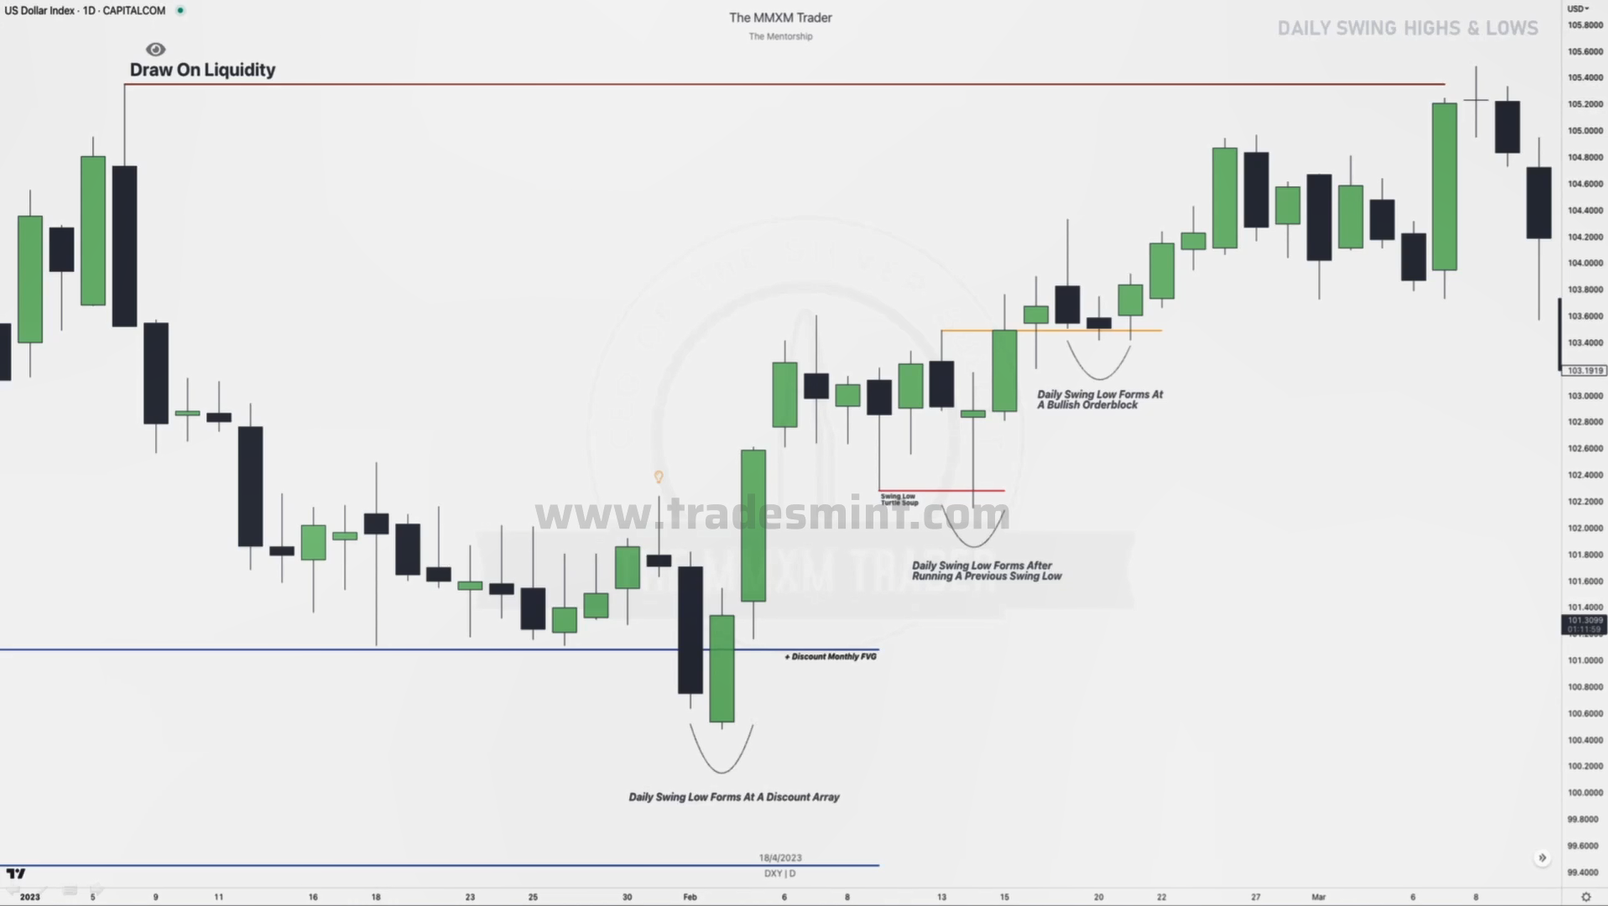 US Dollar Index · 1D · CAPITALCOM
The MMXM Trader
The Mentorship
DAILY SWING HIGHS & LOWS
USD
105.8000
105.6000
105.4000
105.2000
105.0000
104.8000
104.6000
104.4000
104.2000
104.0000
103.8000
103.6000
103.4000
103.1919
103.0000
102.8000
102.6000
102.4000
102.2000
102.0000
101.8000
101.6000
101.4000
101.3099
01:11:59
101.0000
100.8000
100.6000
100.4000
100.2000
100.0000
99.8000
99.6000
99.4000
Draw On Liquidity
Daily Swing Low Forms At
A Bullish Orderblock
Swing Low
Turtle Soup
www.tradesmint.com
THE MMXM TRADER
Daily Swing Low Forms After
Running A Previous Swing Low
+ Discount Monthly FVG
Daily Swing Low Forms At A Discount Array
18/4/2023
DXY | D
2023
5
9
11
16
18
23
25
30
Feb
6
8
13
15
20
22
27
Mar
6
8